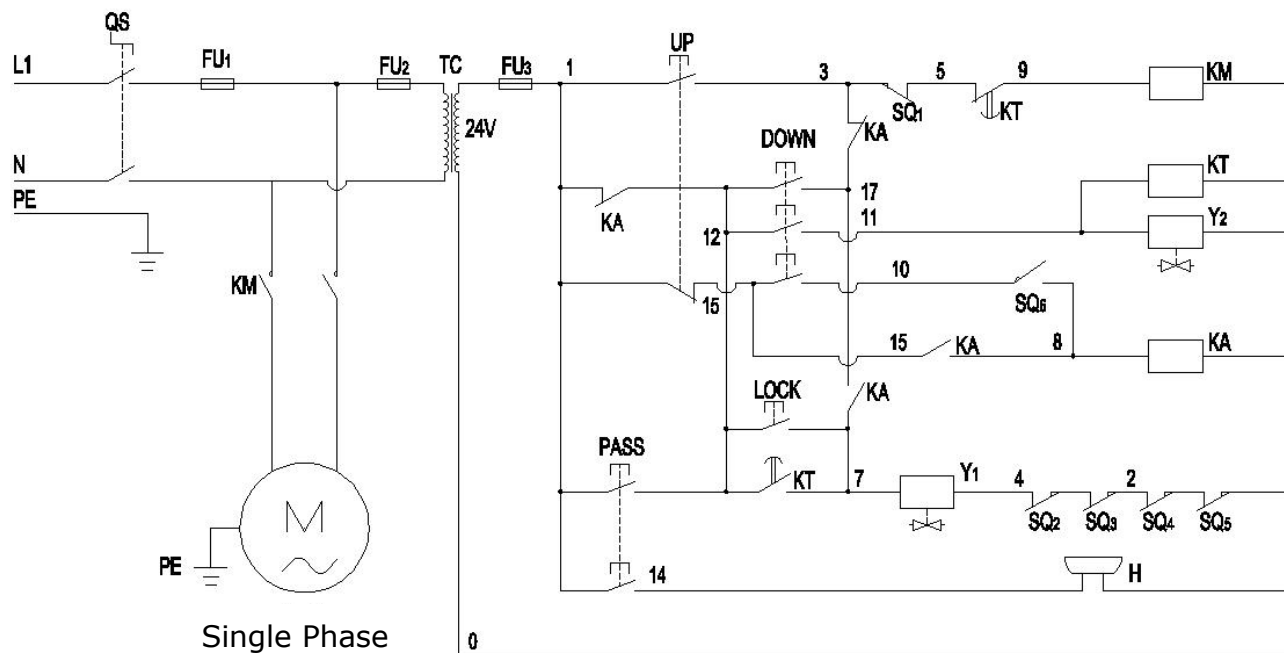 QS
UP
L1 FU1 FU2 TC FU3 1 3 5 9 KM
SQ1 KT
24V KA
DOWN
N KT
PE 17
KA 11 Y2
12
KM 10
15 SQ6
15 KA 8 KA
LOCK KA
PASS
KT 7 Y1 4 2
M SQ2 SQ3 SQ4 SQ5
PE 14 H
Single Phase 0